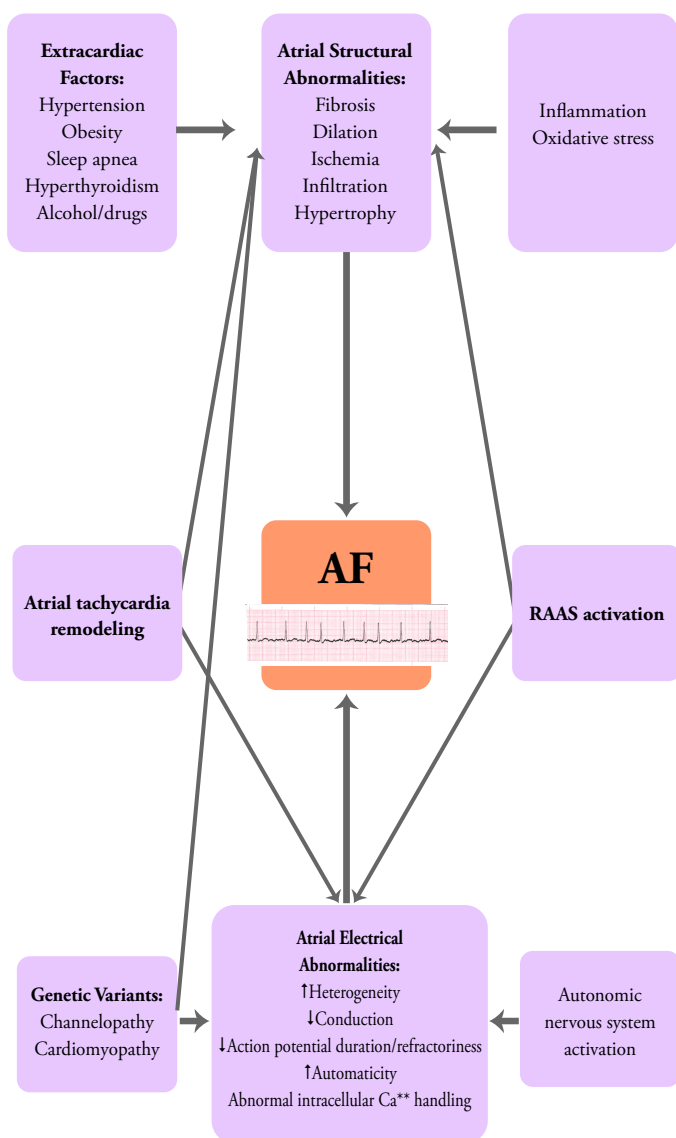 Extracardiac
Factors:
Hypertension
Obesity
Sleep apnea
Hyperthyroidism
Alcohol/drugs
Atrial Structural
Abnormalities:
Fibrosis
Dilation
Ischemia
Infiltration
Hypertrophy
Inflammation
Oxidative stress
Atrial tachycardia
remodeling
AF
RAAS activation
Genetic Variants:
Channelopathy
Cardiomyopathy
Atrial Electrical
Abnormalities:
↑Heterogeneity
↓Conduction
↓Action potential duration/refractoriness
↑Automaticity
Abnormal intracellular Ca** handling
Autonomic
nervous system
activation